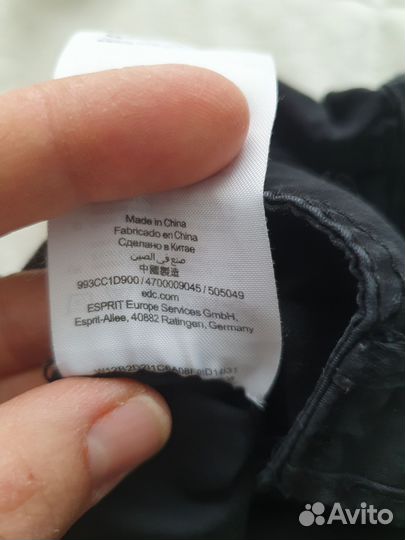 Made in China
Fabricado en China
Сделано в Китае
صنع في الصين
中國製造
993CC1D900 / 4700009045 / 505049
edc.com
ESPRIT Europe Services GmbH,
Esprit-Allee, 40882 Ratingen, Germany
Avito